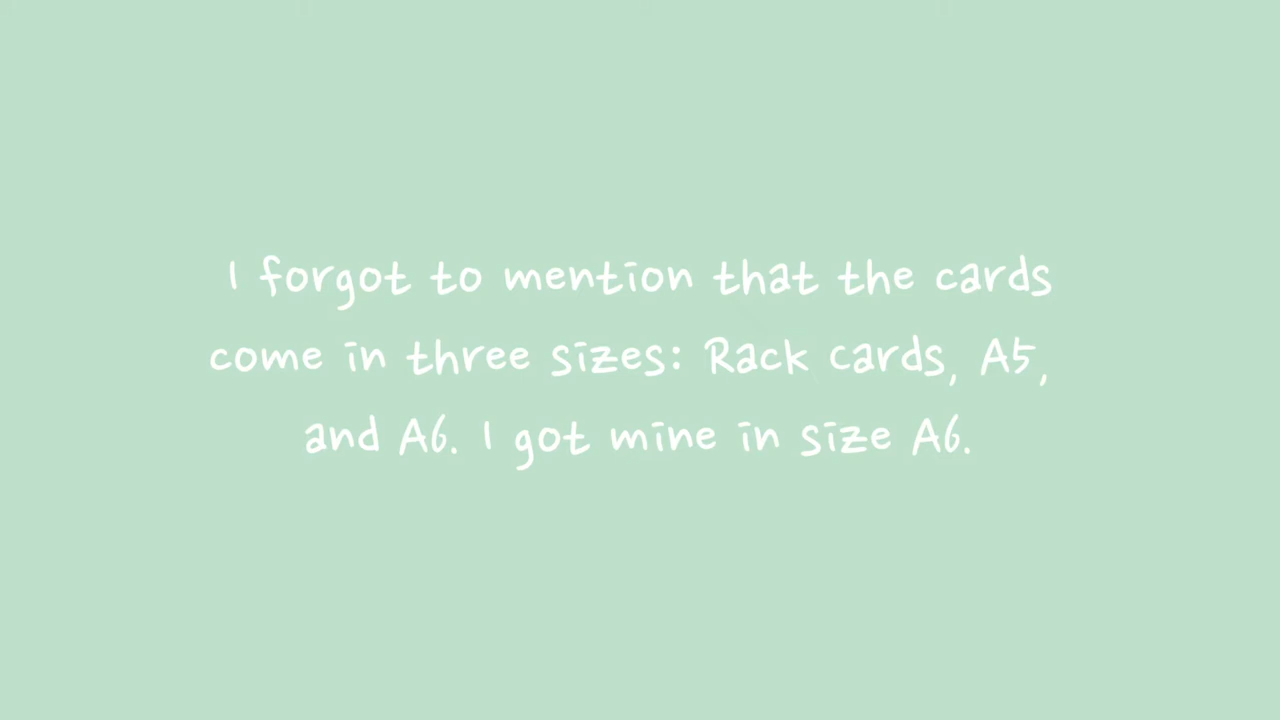 I forgot to mention that the cards
come in three sizes: Rack cards, A5,
and A6. I got mine in size A6.